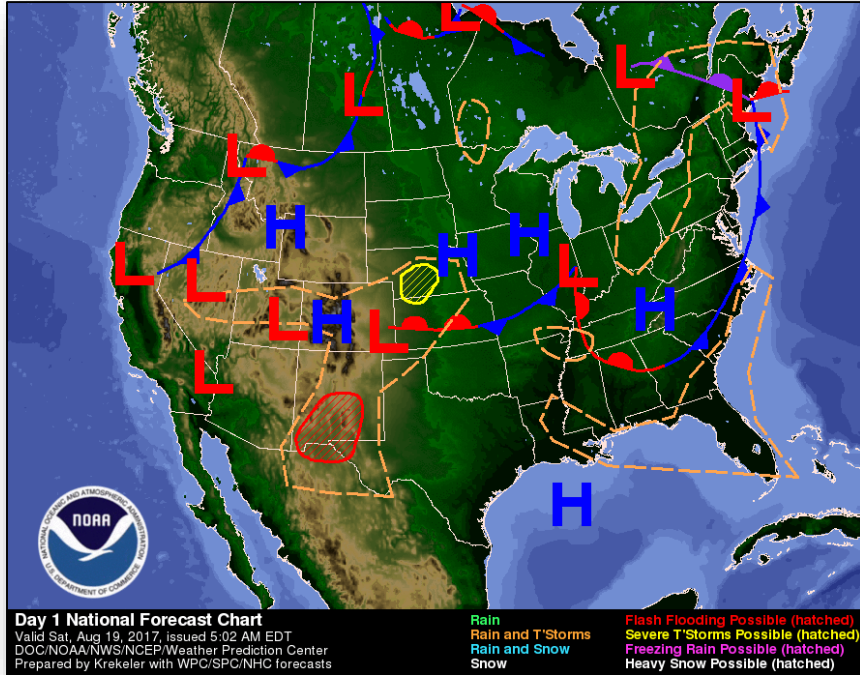 L
L
L
L
L
H
H
H
L
L
L
L
H
H
L
L
L
H
NOAA
NATIONAL OCEANIC AND ATMOSPHERIC ADMINISTRATION
U.S. DEPARTMENT OF COMMERCE
Day 1 National Forecast Chart
Valid Sat, Aug 19, 2017, issued 5:02 AM EDT
DOC/NOAA/NWS/NCEP/Weather Prediction Center
Prepared by Krekeler with WPC/SPC/NHC forecasts
Rain
Rain and T'Storms
Rain and Snow
Snow
Flash Flooding Possible (hatched)
Severe T'Storms Possible (hatched)
Freezing Rain Possible (hatched)
Heavy Snow Possible (hatched)